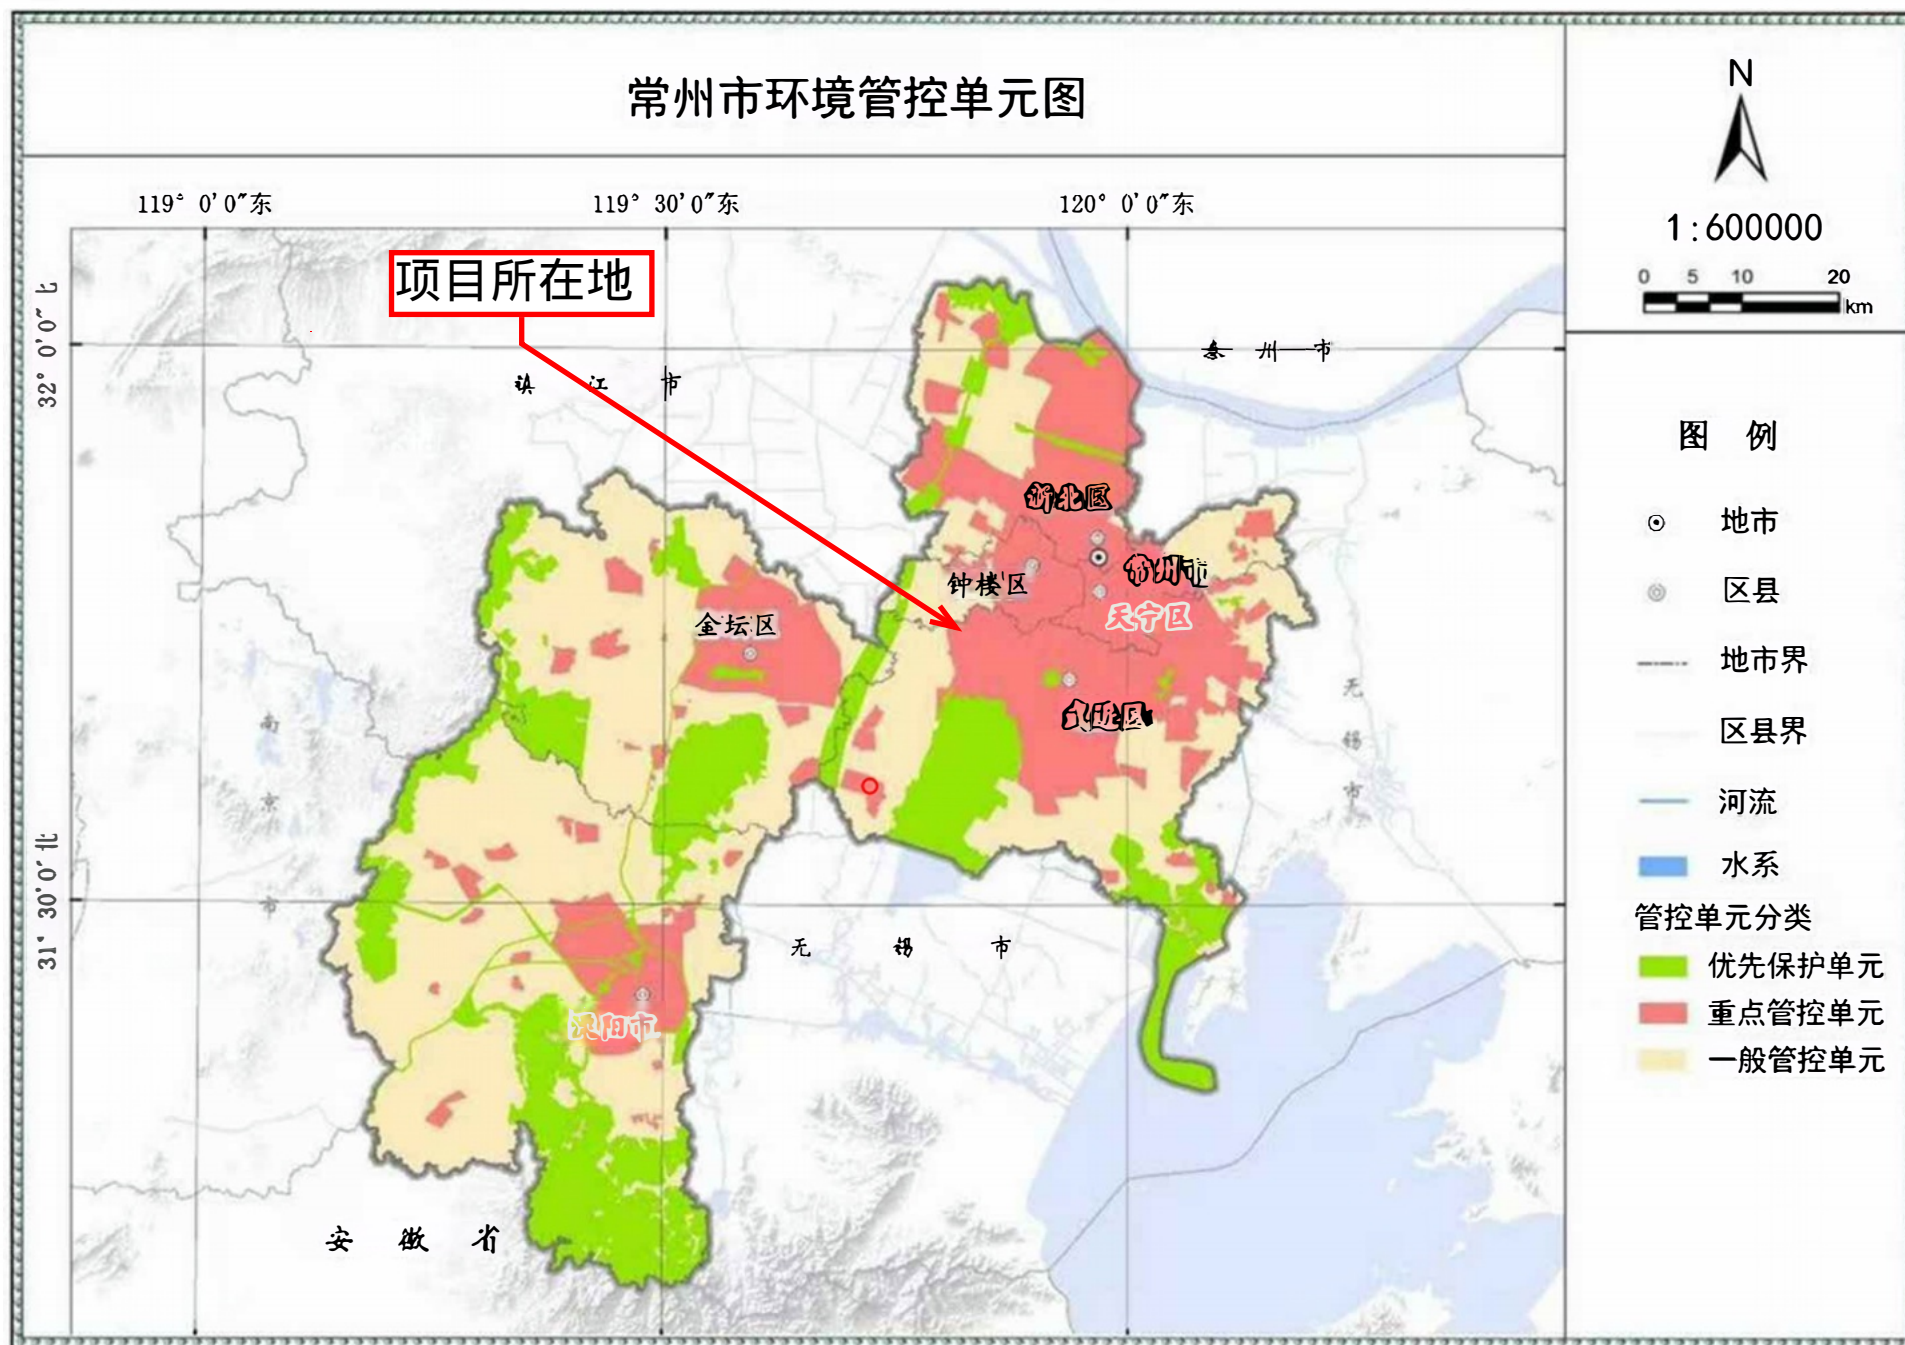 常州市环境管控单元图
N
1:600000
0 5 10 20
km
119° 0'0"东 119° 30'0"东 120° 0'0"东
项目所在地
32° 0'0"北
镇江市
泰州市
新北区
钟楼区
常州市
天宁区
金坛区
武进区
南京市
无锡市
31° 30'0"北
无锡市
溧阳市
安徽省
图例
地市
区县
地市界
区县界
河流
水系
管控单元分类
优先保护单元
重点管控单元
一般管控单元